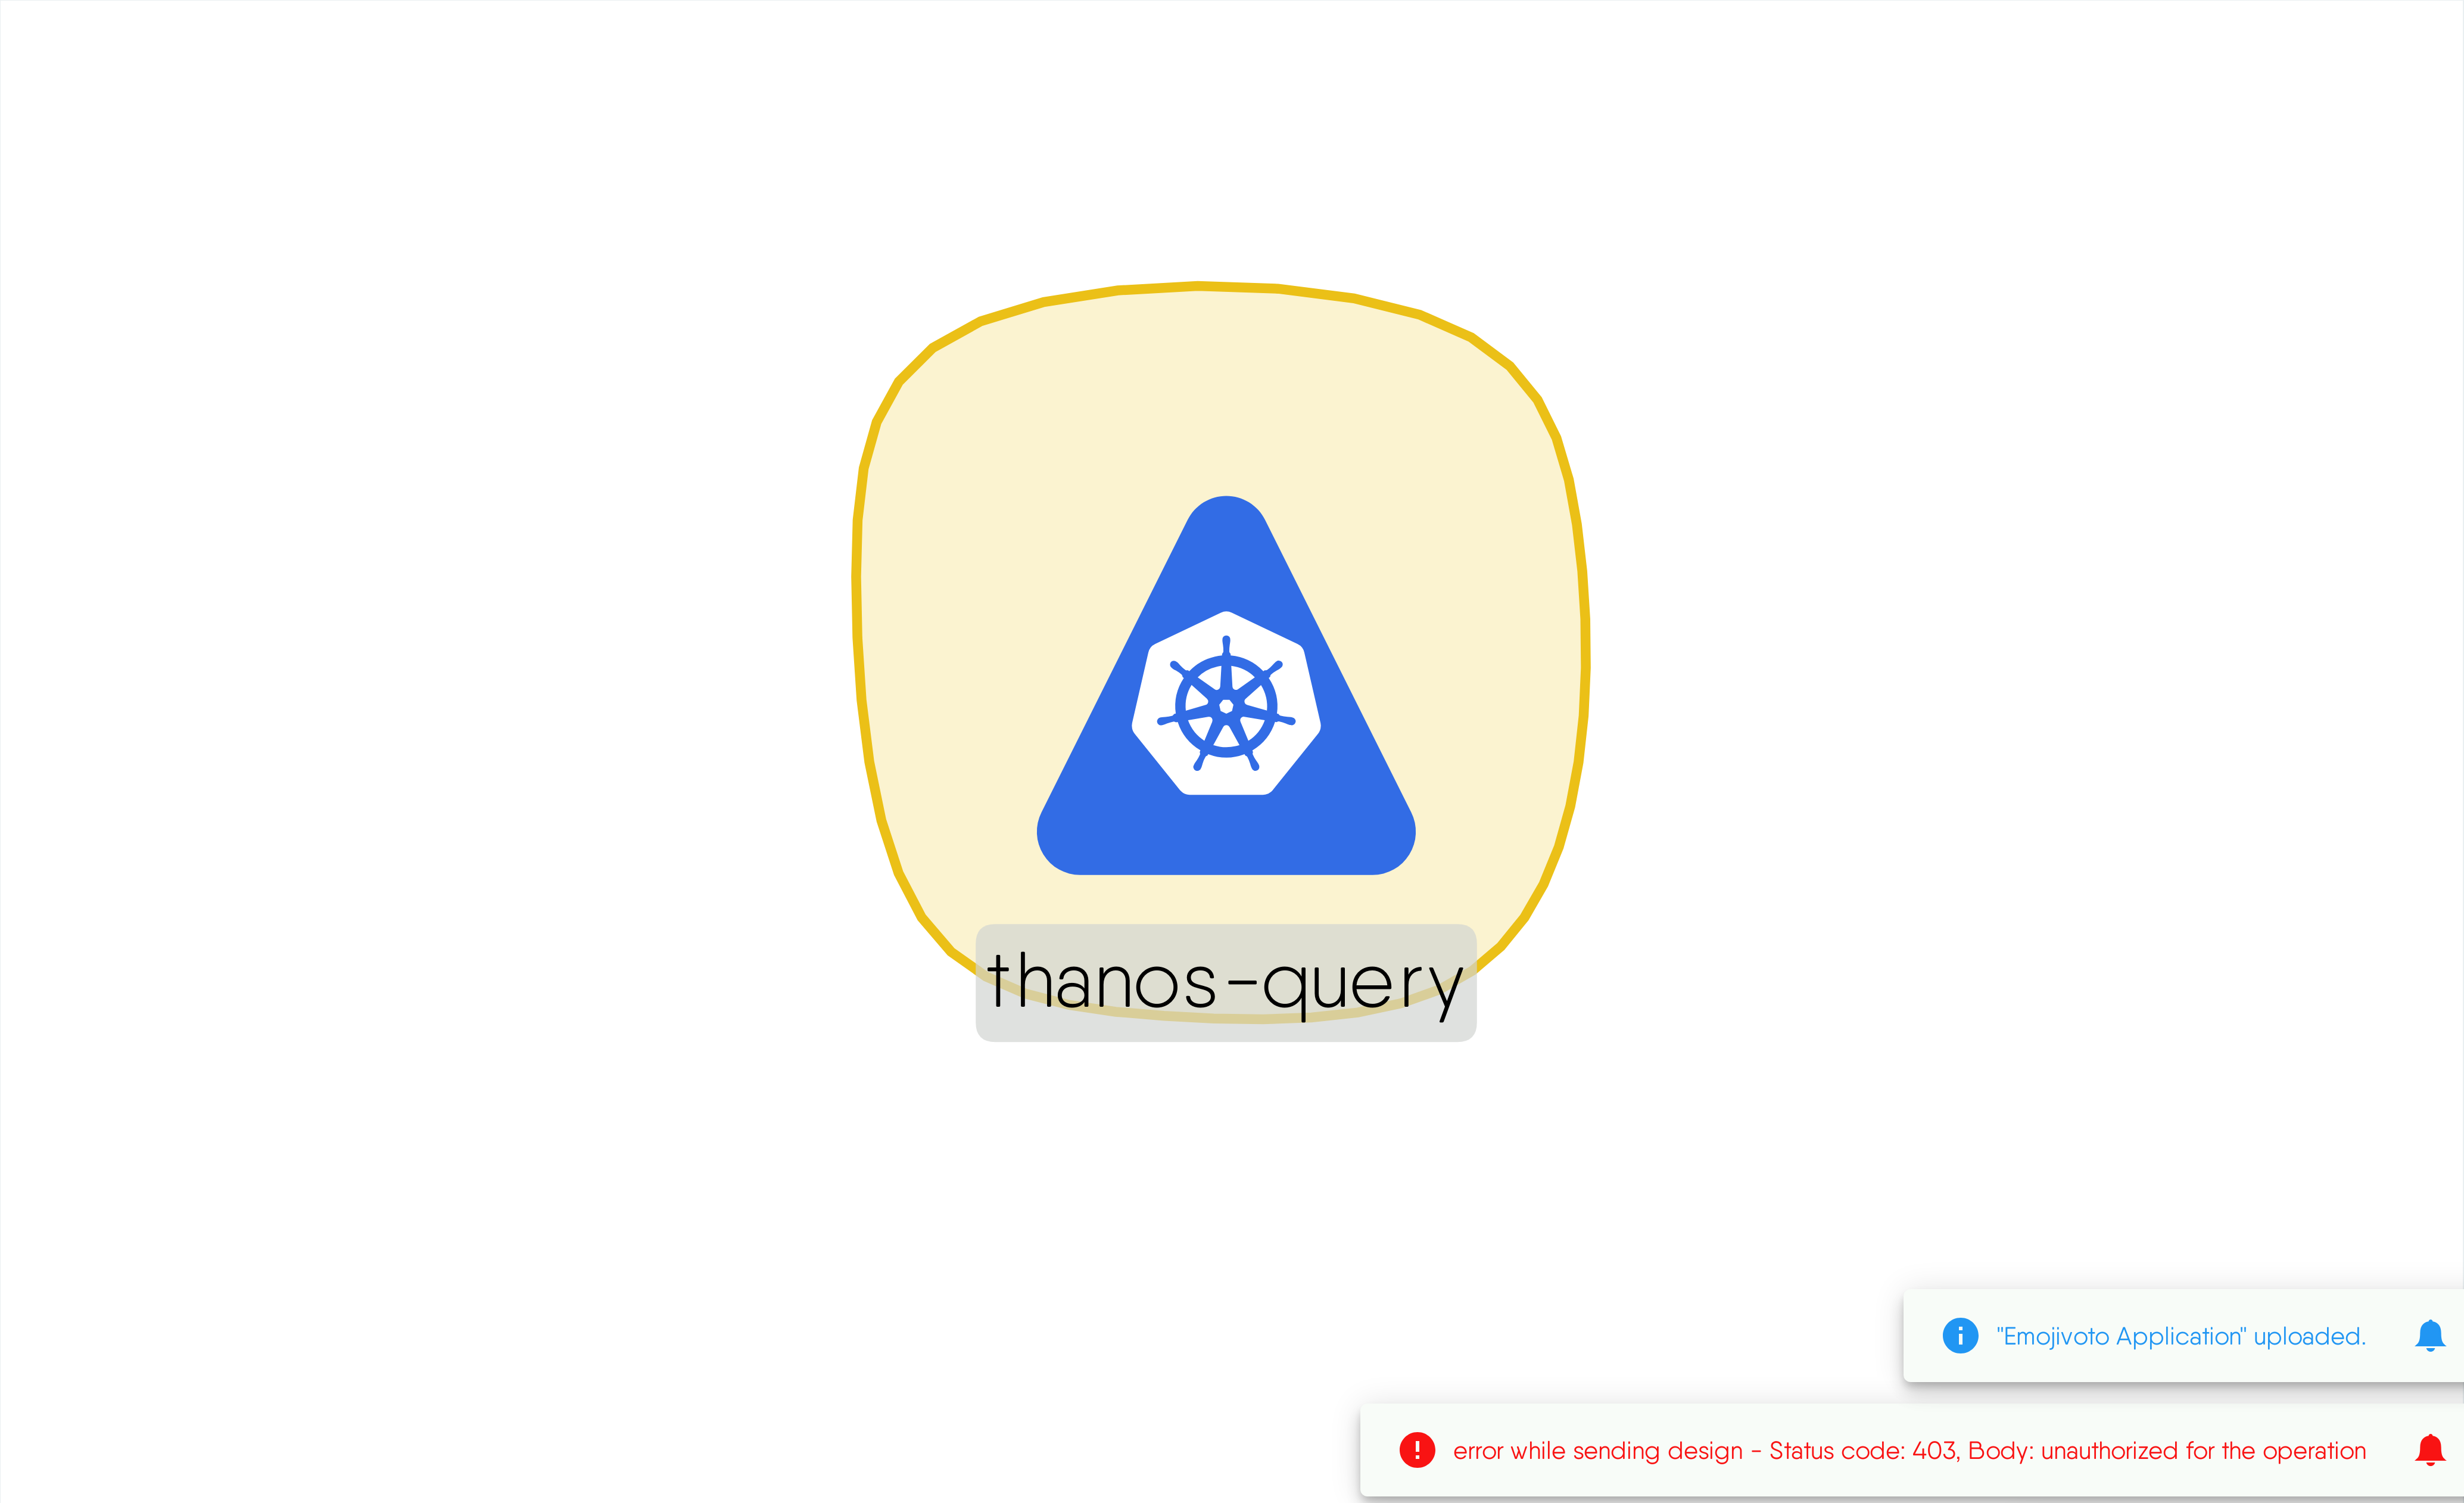 thanos-query
"Emojivoto Application" uploaded.
error while sending design - Status code: 403, Body: unauthorized for the operation